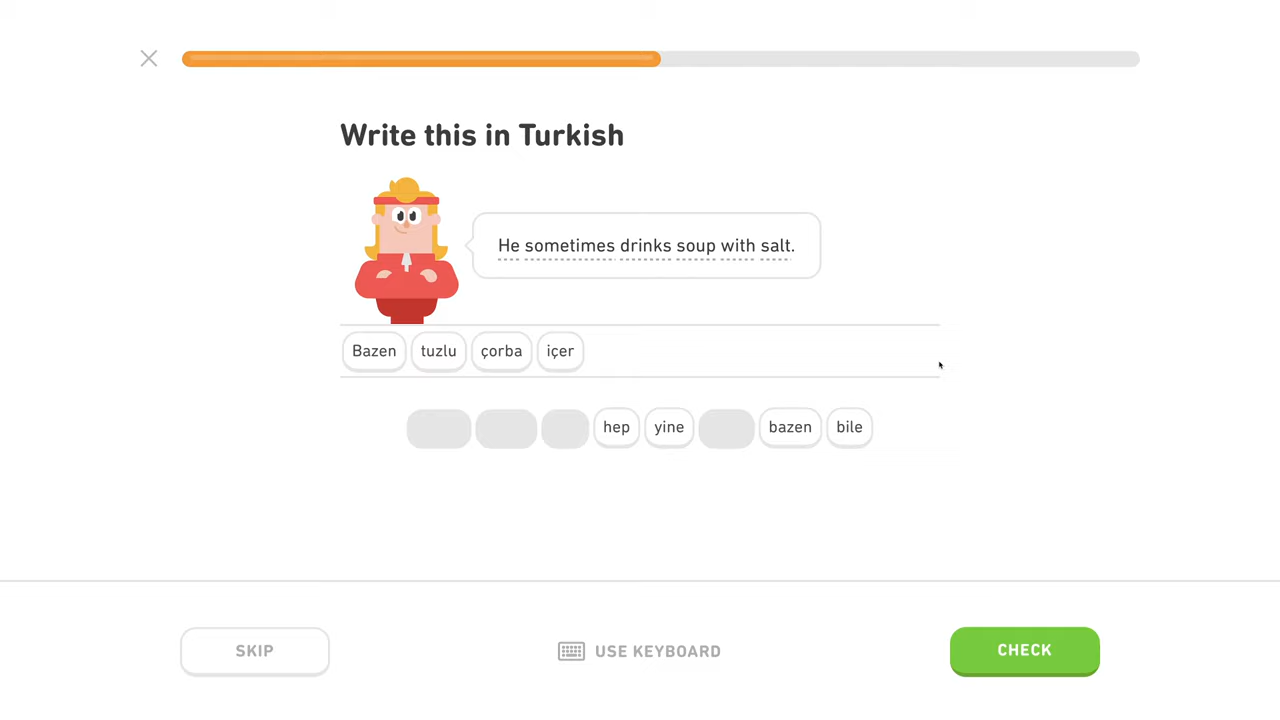 Write this in Turkish
He sometimes drinks soup with salt.
Bazen tuzlu çorba içer
hep yine bazen bile
SKIP USE KEYBOARD CHECK